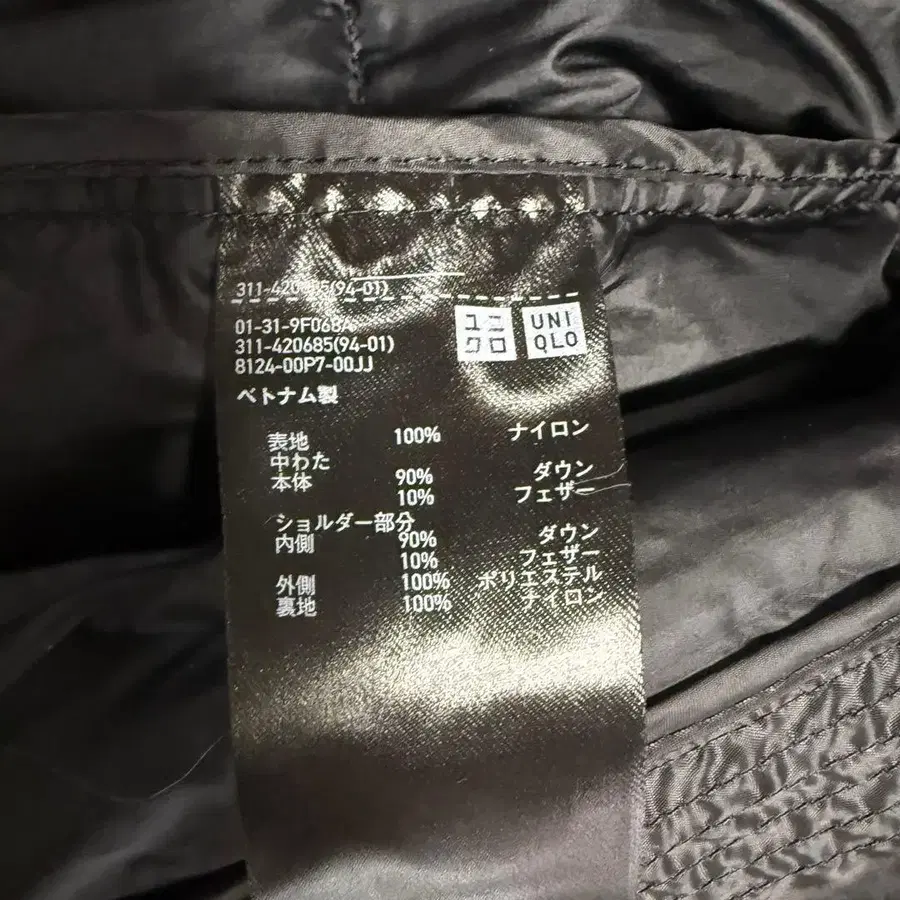 311-420685(94-01)
01-31-9F068A
311-420685(94-01)
8124-00P7-00JJ
ユニ
クロ
UNI
QLO
ベトナム製
表地 100% ナイロン
中わた
本体 90% ダウン
10% フェザー
ショルダー部分
内側 90% ダウン
10% フェザー
外側 100% ポリエステル
裏地 100% ナイロン